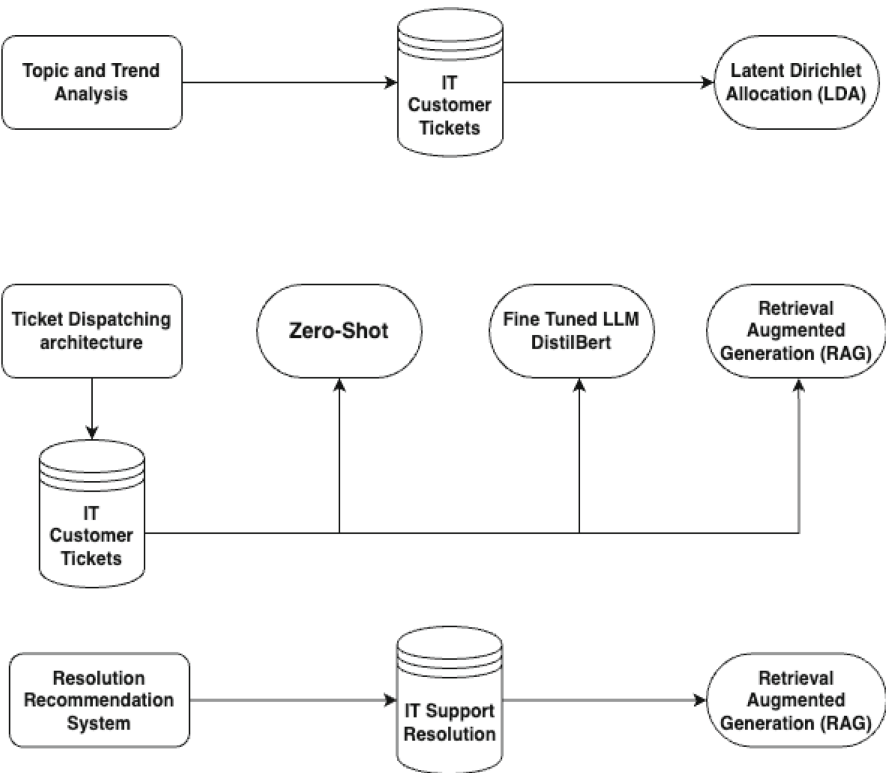 Topic and Trend
Analysis
IT
Customer
Tickets
Latent Dirichlet
Allocation (LDA)
Ticket Dispatching
architecture
Zero-Shot
Fine Tuned LLM
DistilBert
Retrieval
Augmented
Generation (RAG)
IT
Customer
Tickets
Resolution
Recommendation
System
IT Support
Resolution
Retrieval
Augmented
Generation (RAG)